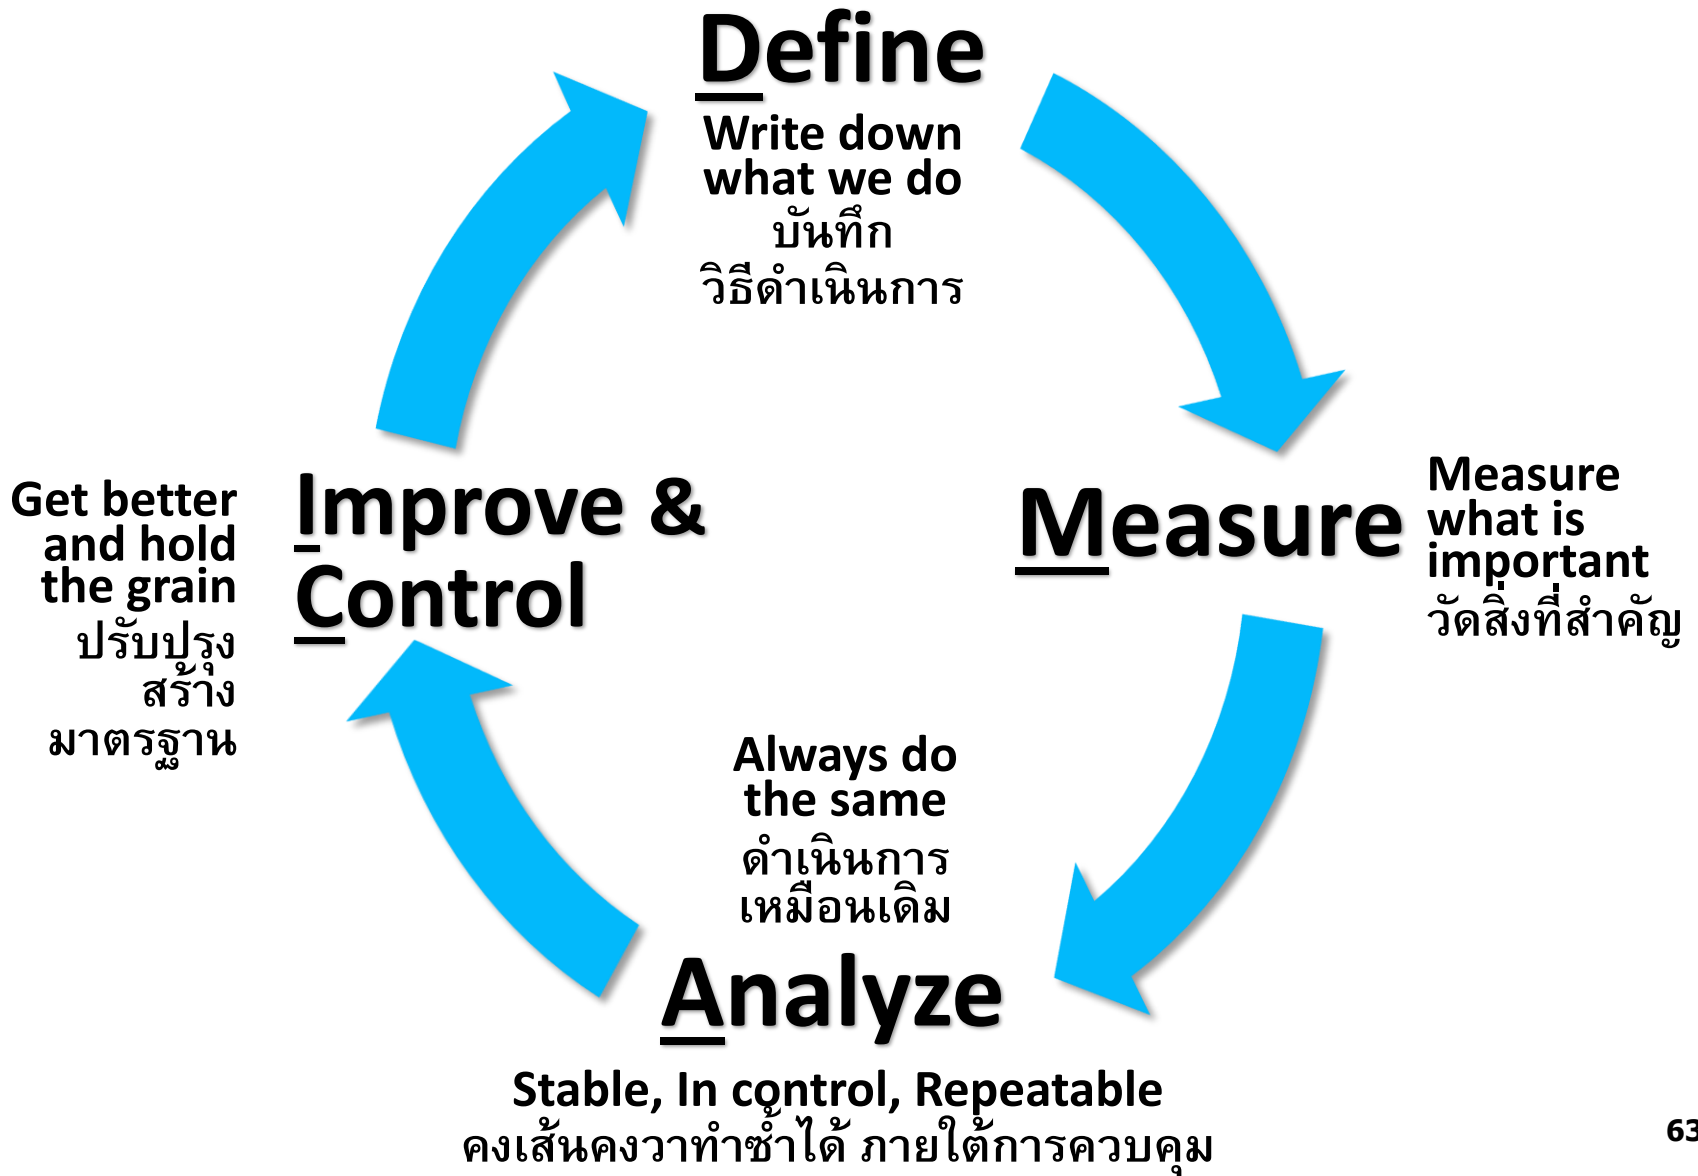 Define
Write down
what we do
บันทึก
วิธีดำเนินการ
Measure
Measure
what is
important
วัดสิ่งที่สำคัญ
Always do
the same
ดำเนินการ
เหมือนเดิม
Analyze
Stable, In control, Repeatable
คงเส้นคงวาทำซ้ำได้ ภายใต้การควบคุม
Improve &
Control
Get better
and hold
the grain
ปรับปรุง
สร้าง
มาตรฐาน
63